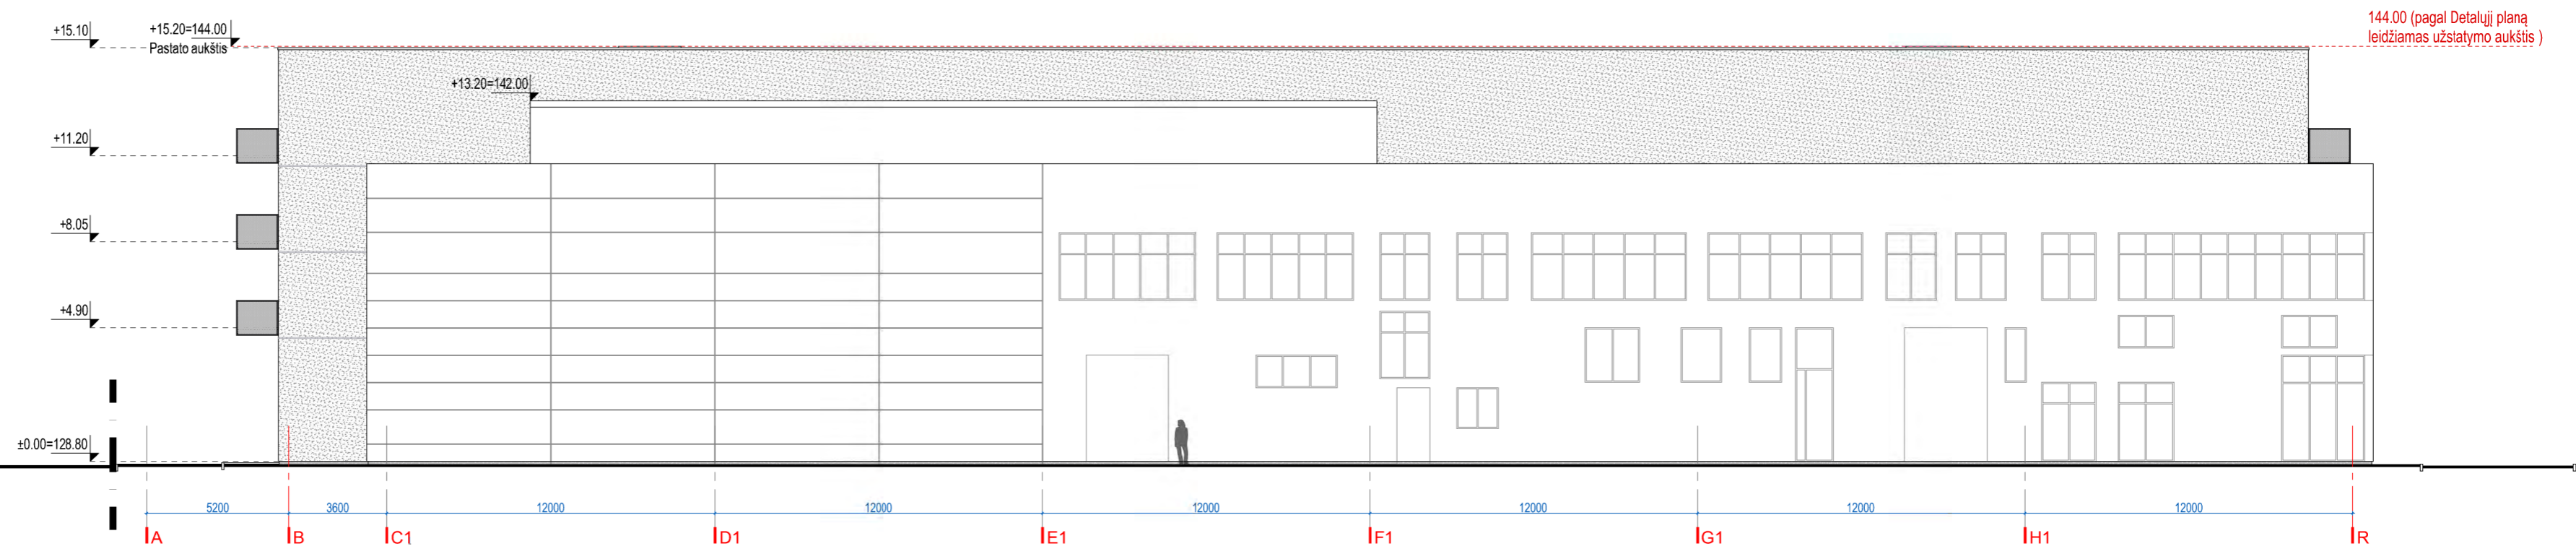 +15.10
+15.20=144.00
Pastato aukštis
144.00 (pagal Detalųjį planą
leidžiamas užstatymo aukštis )
+13.20=142.00
+11.20
+8.05
+4.90
±0.00=128.80
5200 3600 12000 12000 12000 12000 12000 12000
A B C1 D1 E1 F1 G1 H1 R